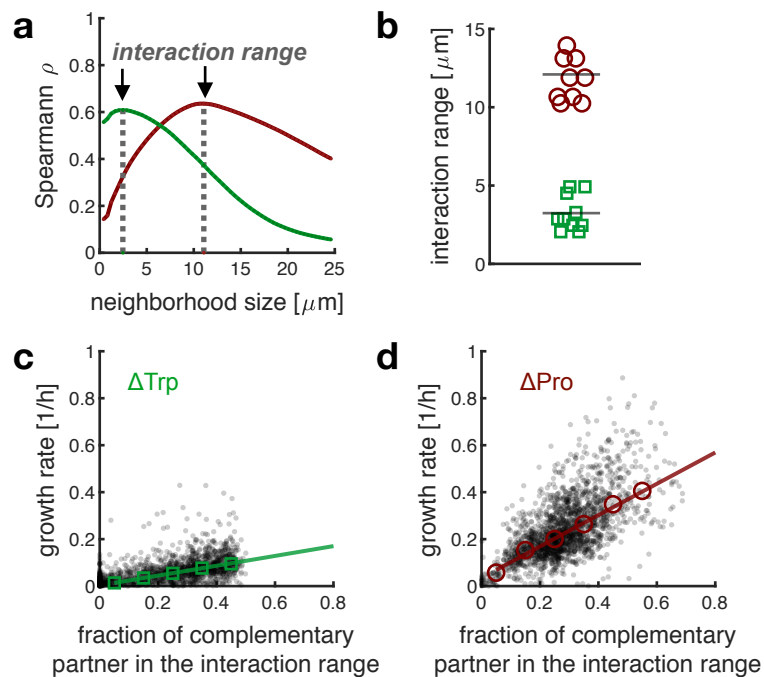 a
interaction range
Spearmann ρ
1
0.8
0.6
0.4
0.2
0
0
5
10
15
20
25
neighborhood size [μm]
b
interaction range [μm]
15
10
5
0
c
ΔTrp
growth rate [1/h]
1
0.8
0.6
0.4
0.2
0
0
0.2
0.4
0.6
0.8
fraction of complementary
partner in the interaction range
d
ΔPro
growth rate [1/h]
1
0.8
0.6
0.4
0.2
0
0
0.2
0.4
0.6
0.8
fraction of complementary
partner in the interaction range